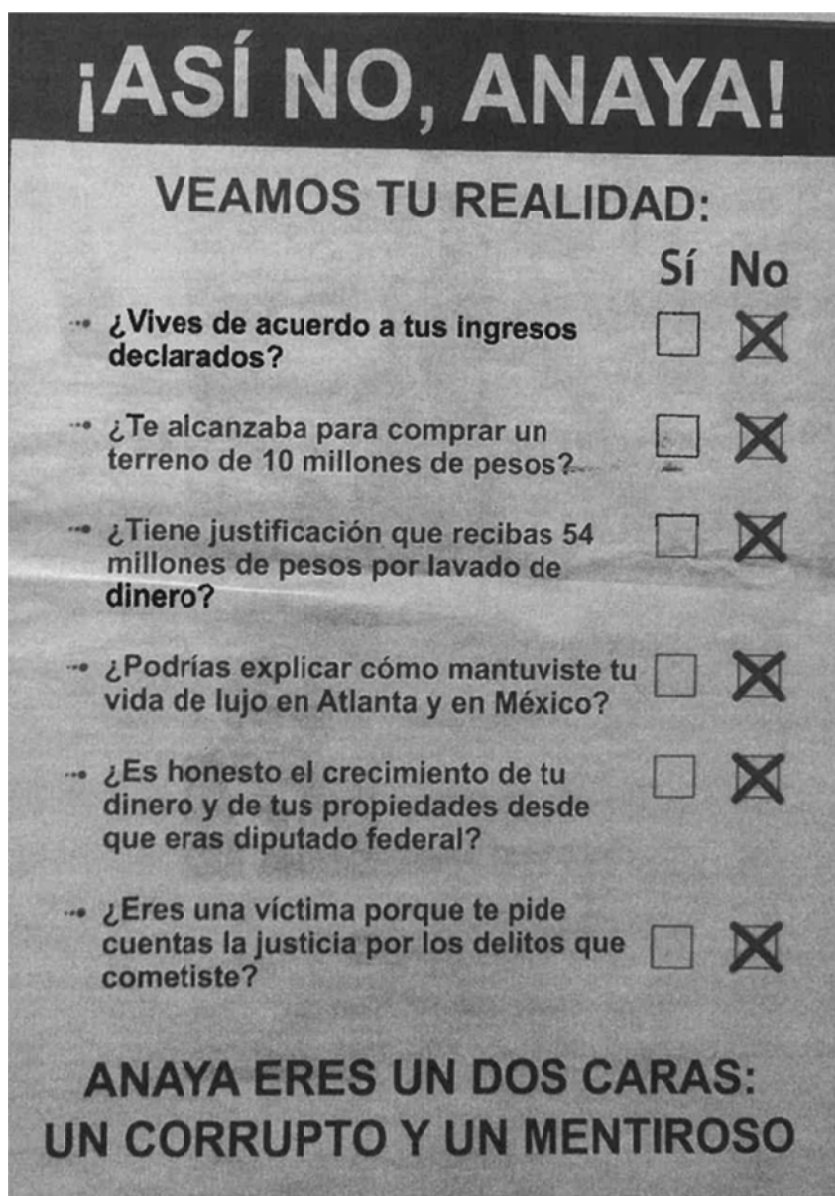 ¡ASÍ NO, ANAYA!
VEAMOS TU REALIDAD:
Sí No
¿Vives de acuerdo a tus ingresos
declarados?
¿Te alcanzaba para comprar un
terreno de 10 millones de pesos?
¿Tiene justificación que recibas 54
millones de pesos por lavado de
dinero?
¿Podrías explicar cómo mantuviste tu
vida de lujo en Atlanta y en México?
¿Es honesto el crecimiento de tu
dinero y de tus propiedades desde
que eras diputado federal?
¿Eres una víctima porque te pide
cuentas la justicia por los delitos que
cometiste?
ANAYA ERES UN DOS CARAS:
UN CORRUPTO Y UN MENTIROSO